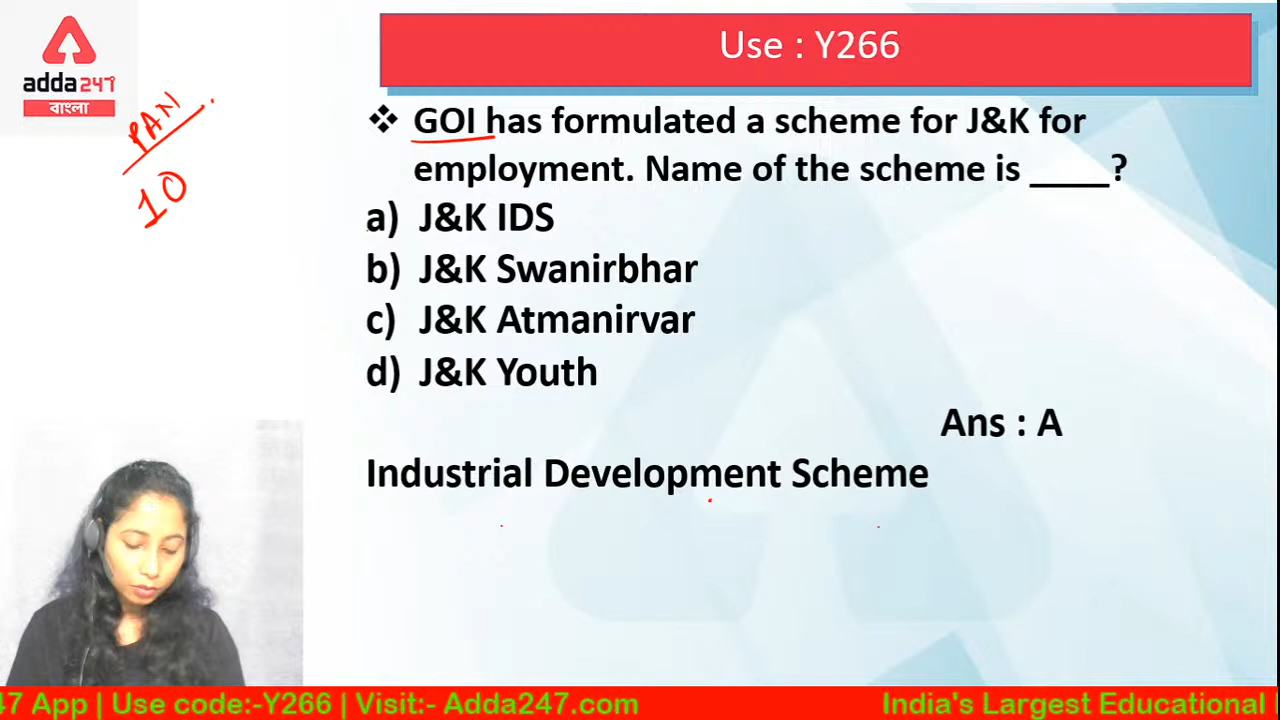 adda247
বাংলা
PAN
10
Use : Y266
❖ GOI has formulated a scheme for J&K for
employment. Name of the scheme is ____?
a) J&K IDS
b) J&K Swanirbhar
c) J&K Atmanirvar
d) J&K Youth
Ans : A
Industrial Development Scheme
47 App | Use code:-Y266 | Visit:- Adda247.com India's Largest Educational